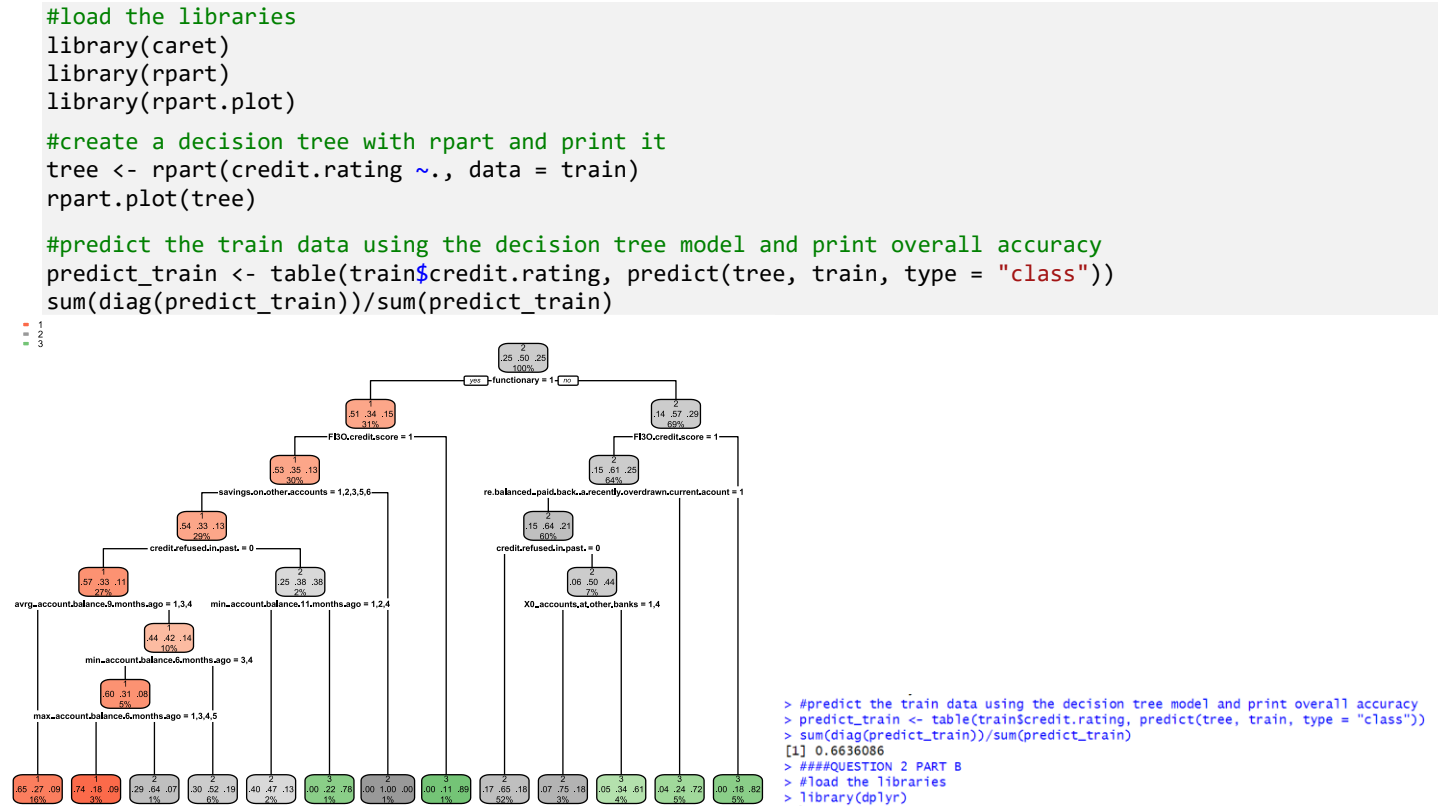 #load the libraries
library(caret)
library(rpart)
library(rpart.plot)
#create a decision tree with rpart and print it
tree <- rpart(credit.rating ~., data = train)
rpart.plot(tree)
#predict the train data using the decision tree model and print overall accuracy
predict_train <- table(train$credit.rating, predict(tree, train, type = "class"))
sum(diag(predict_train))/sum(predict_train)
1
2
3
2
.25 .50 .25
100%
yes functionary = 1 no
1
.51 .34 .15
31%
2
.14 .57 .29
69%
FI3O.credit.score = 1
FI3O.credit.score = 1
1
.53 .35 .13
30%
2
.15 .61 .25
64%
savings.on.other.accounts = 1,2,3,5,6
re.balanced..paid.back..a.recently.overdrawn.current.acount = 1
1
.54 .33 .13
29%
2
.15 .64 .21
60%
credit.refused.in.past. = 0
credit.refused.in.past. = 0
1
.57 .33 .11
27%
2
.25 .38 .38
2%
2
.06 .50 .44
7%
avrg..account.balance.9.months.ago = 1,3,4
min..account.balance.11.months.ago = 1,2,4
X0..accounts.at.other.banks = 1,4
1
.44 .42 .14
10%
min..account.balance.6.months.ago = 3,4
1
.60 .31 .08
5%
max..account.balance.6.months.ago = 1,3,4,5
1
.65 .27 .09
16%
1
.74 .18 .09
3%
2
.29 .64 .07
1%
2
.30 .52 .19
6%
2
.40 .47 .13
2%
3
.00 .22 .78
1%
2
.00 1.00 .00
1%
3
.00 .11 .89
1%
2
.17 .65 .18
52%
2
.07 .75 .18
3%
3
.05 .34 .61
4%
3
.04 .24 .72
5%
3
.00 .18 .82
5%
> #predict the train data using the decision tree model and print overall accuracy
> predict_train <- table(train$credit.rating, predict(tree, train, type = "class"))
> sum(diag(predict_train))/sum(predict_train)
[1] 0.6636086
> ####QUESTION 2 PART B
> #load the libraries
> library(dplyr)